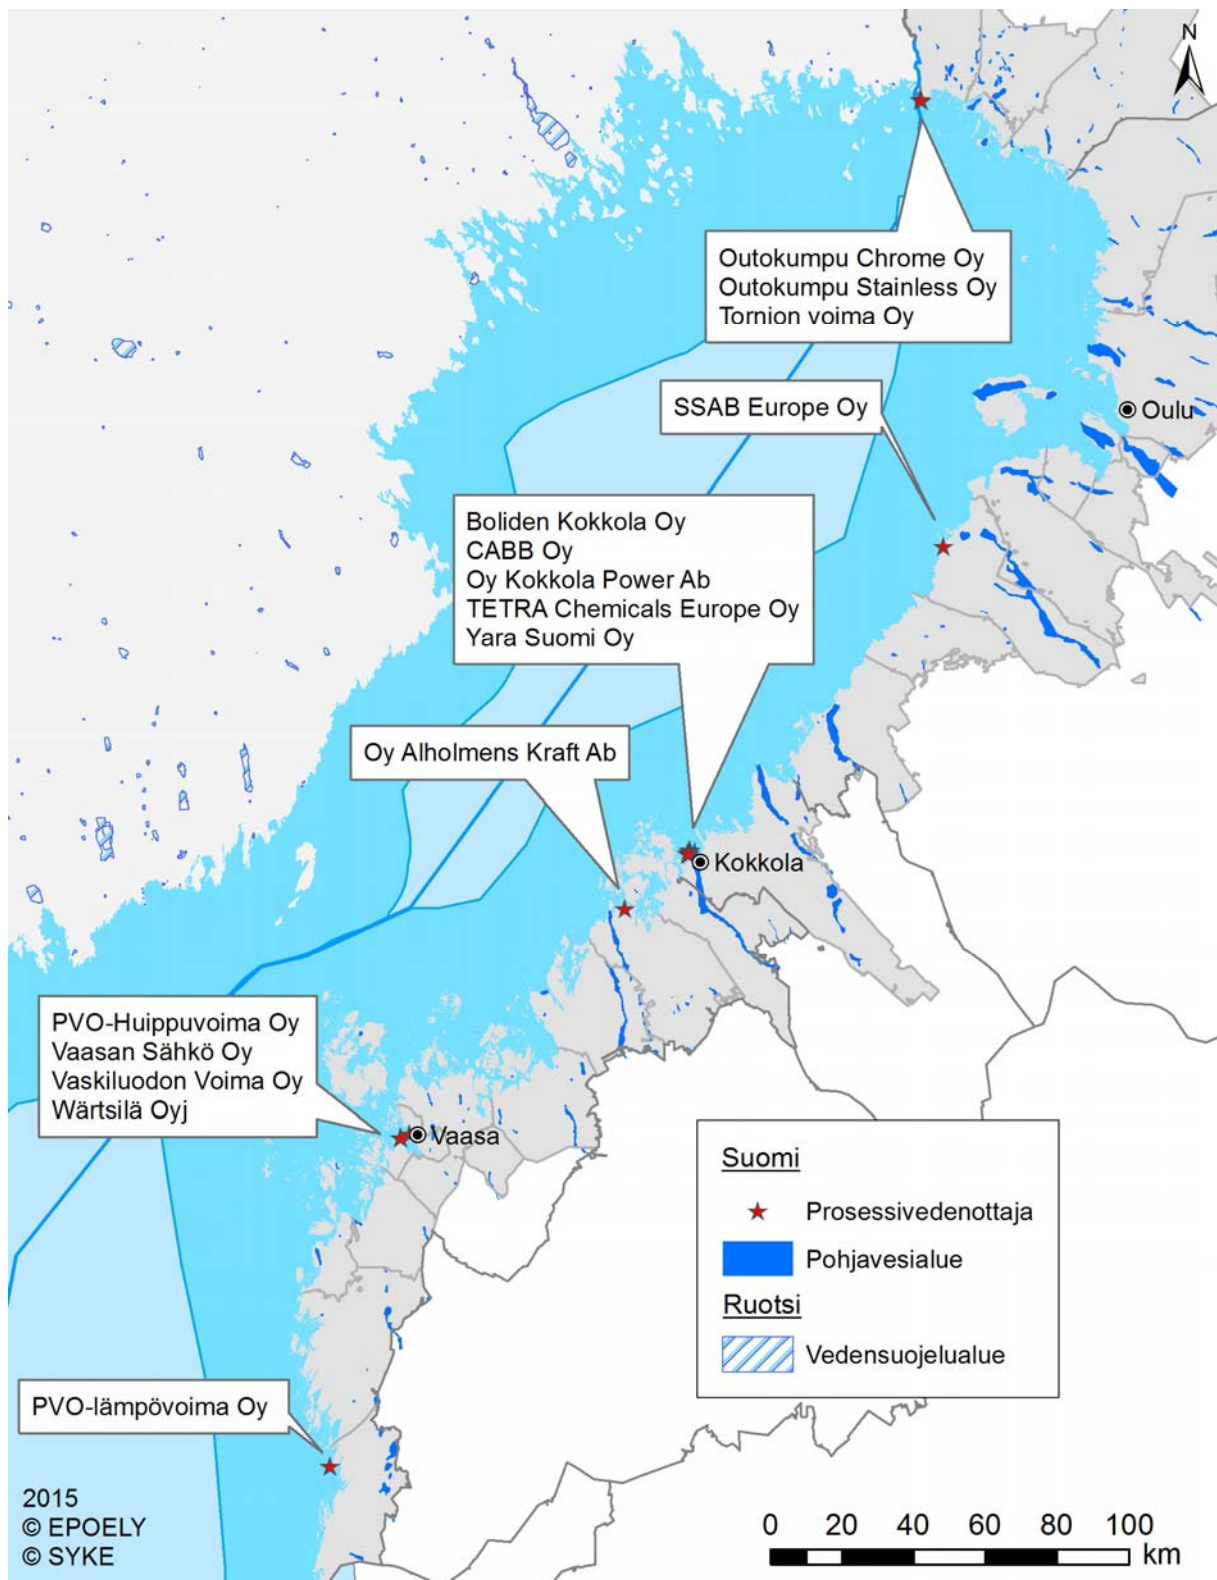 N
Outokumpu Chrome Oy
Outokumpu Stainless Oy
Tornion voima Oy
SSAB Europe Oy
Oulu
Boliden Kokkola Oy
CABB Oy
Oy Kokkola Power Ab
TETRA Chemicals Europe Oy
Yara Suomi Oy
Oy Alholmens Kraft Ab
Kokkola
PVO-Huippuvoima Oy
Vaasan Sähkö Oy
Vaskiluodon Voima Oy
Wärtsilä Oyj
Vaasa
Suomi
Prosessivedenottaja
Pohjavesialue
Ruotsi
Vedensuojelualue
PVO-lämpövoima Oy
2015
© EPOELY
© SYKE
0 20 40 60 80 100
km